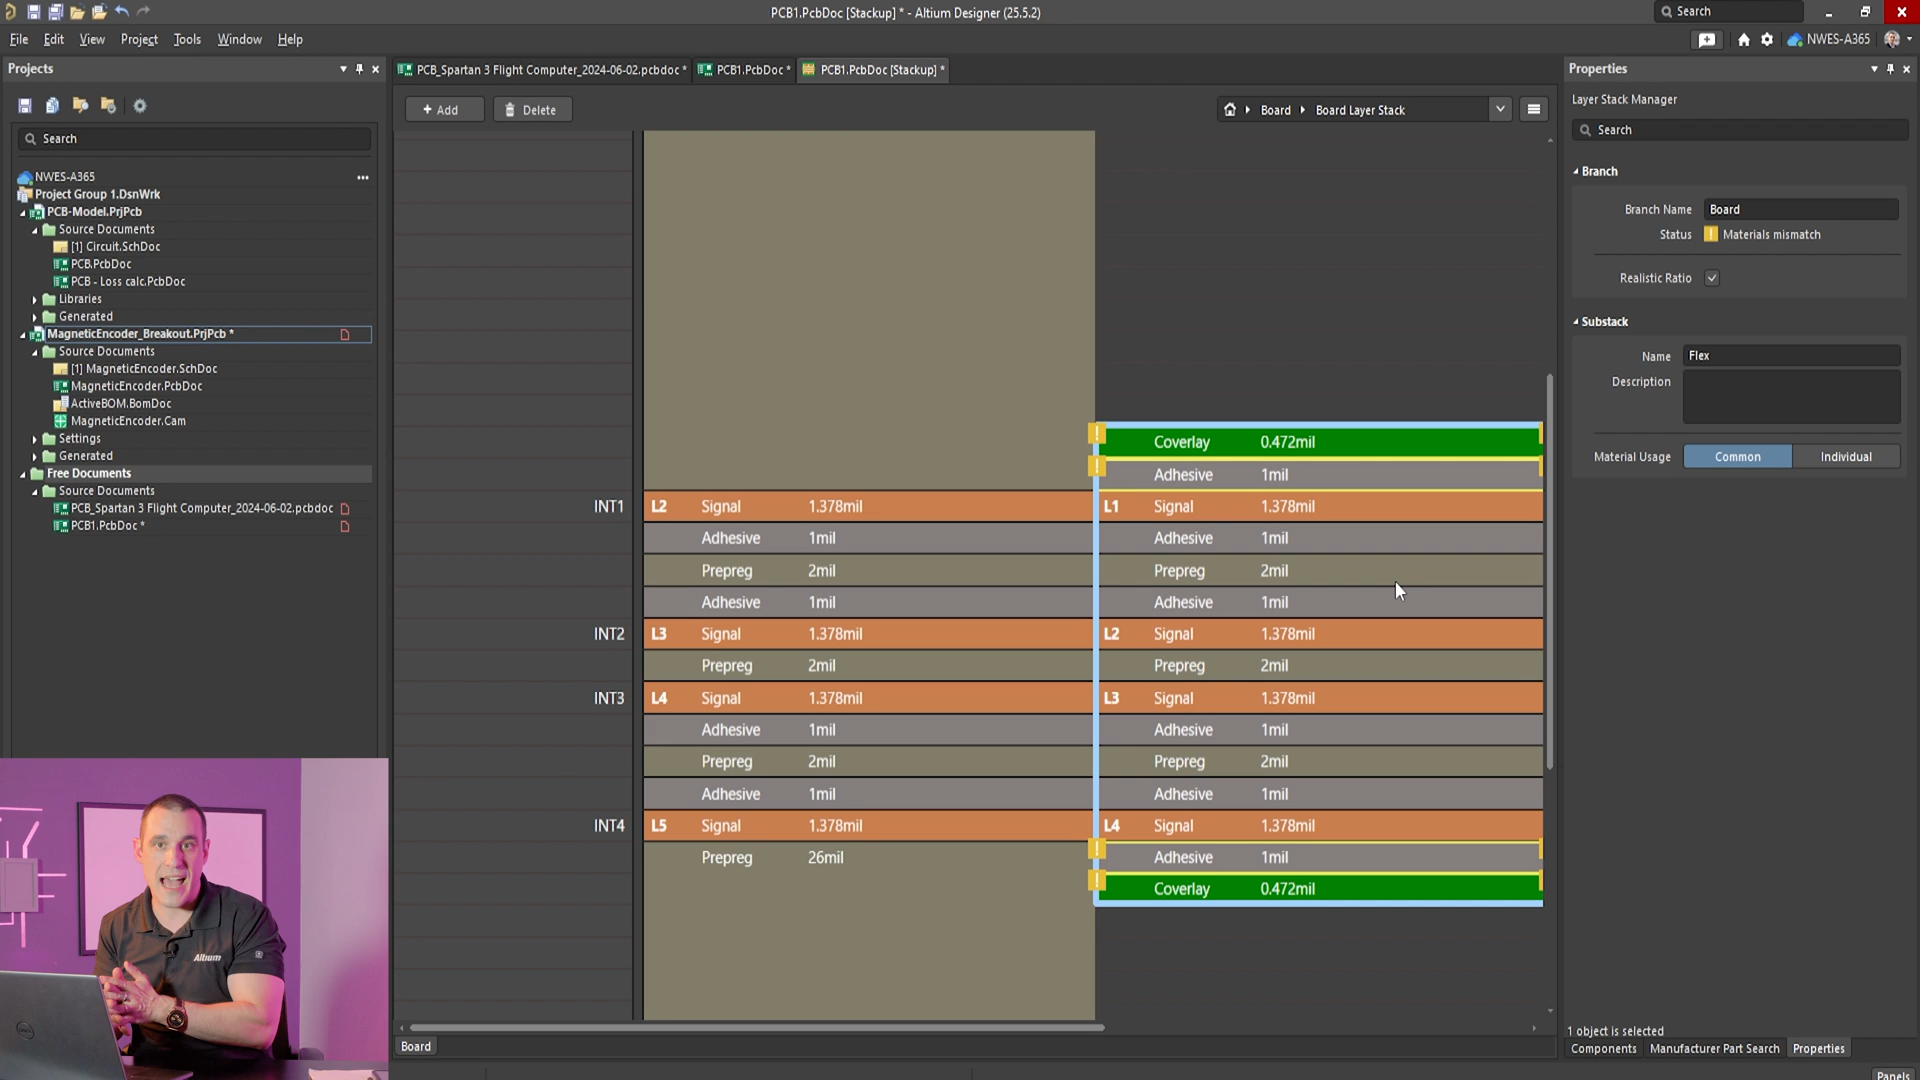 PCB1.PcbDoc [Stackup] * - Altium Designer (25.5.2)
Search
File Edit View Project Tools Window Help
NWES-A365
Projects
PCB_Spartan 3 Flight Computer_2024-06-02.pcbdoc *
PCB1.PcbDoc *
PCB1.PcbDoc [Stackup] *
Properties
+ Add
Delete
Board
Board Layer Stack
Layer Stack Manager
Search
Search
NWES-A365
Project Group 1.DsnWrk
PCB-Model.PrjPcb
Source Documents
[1] Circuit.SchDoc
PCB.PcbDoc
PCB - Loss calc.PcbDoc
Libraries
Generated
MagneticEncoder_Breakout.PrjPcb *
Source Documents
[1] MagneticEncoder.SchDoc
MagneticEncoder.PcbDoc
ActiveBOM.BomDoc
MagneticEncoder.Cam
Settings
Generated
Free Documents
Source Documents
PCB_Spartan 3 Flight Computer_2024-06-02.pcbdoc
PCB1.PcbDoc *
Coverlay 0.472mil
Adhesive 1mil
INT1 L2 Signal 1.378mil L1 Signal 1.378mil
Adhesive 1mil Adhesive 1mil
Prepreg 2mil Prepreg 2mil
Adhesive 1mil Adhesive 1mil
INT2 L3 Signal 1.378mil L2 Signal 1.378mil
Prepreg 2mil Prepreg 2mil
INT3 L4 Signal 1.378mil L3 Signal 1.378mil
Adhesive 1mil Adhesive 1mil
Prepreg 2mil Prepreg 2mil
Adhesive 1mil Adhesive 1mil
INT4 L5 Signal 1.378mil L4 Signal 1.378mil
Prepreg 26mil Adhesive 1mil
Coverlay 0.472mil
Branch
Branch Name Board
Status ! Materials mismatch
Realistic Ratio
Substack
Name Flex
Description
Material Usage Common Individual
Altium
Board
1 object is selected
Components Manufacturer Part Search Properties
Panels